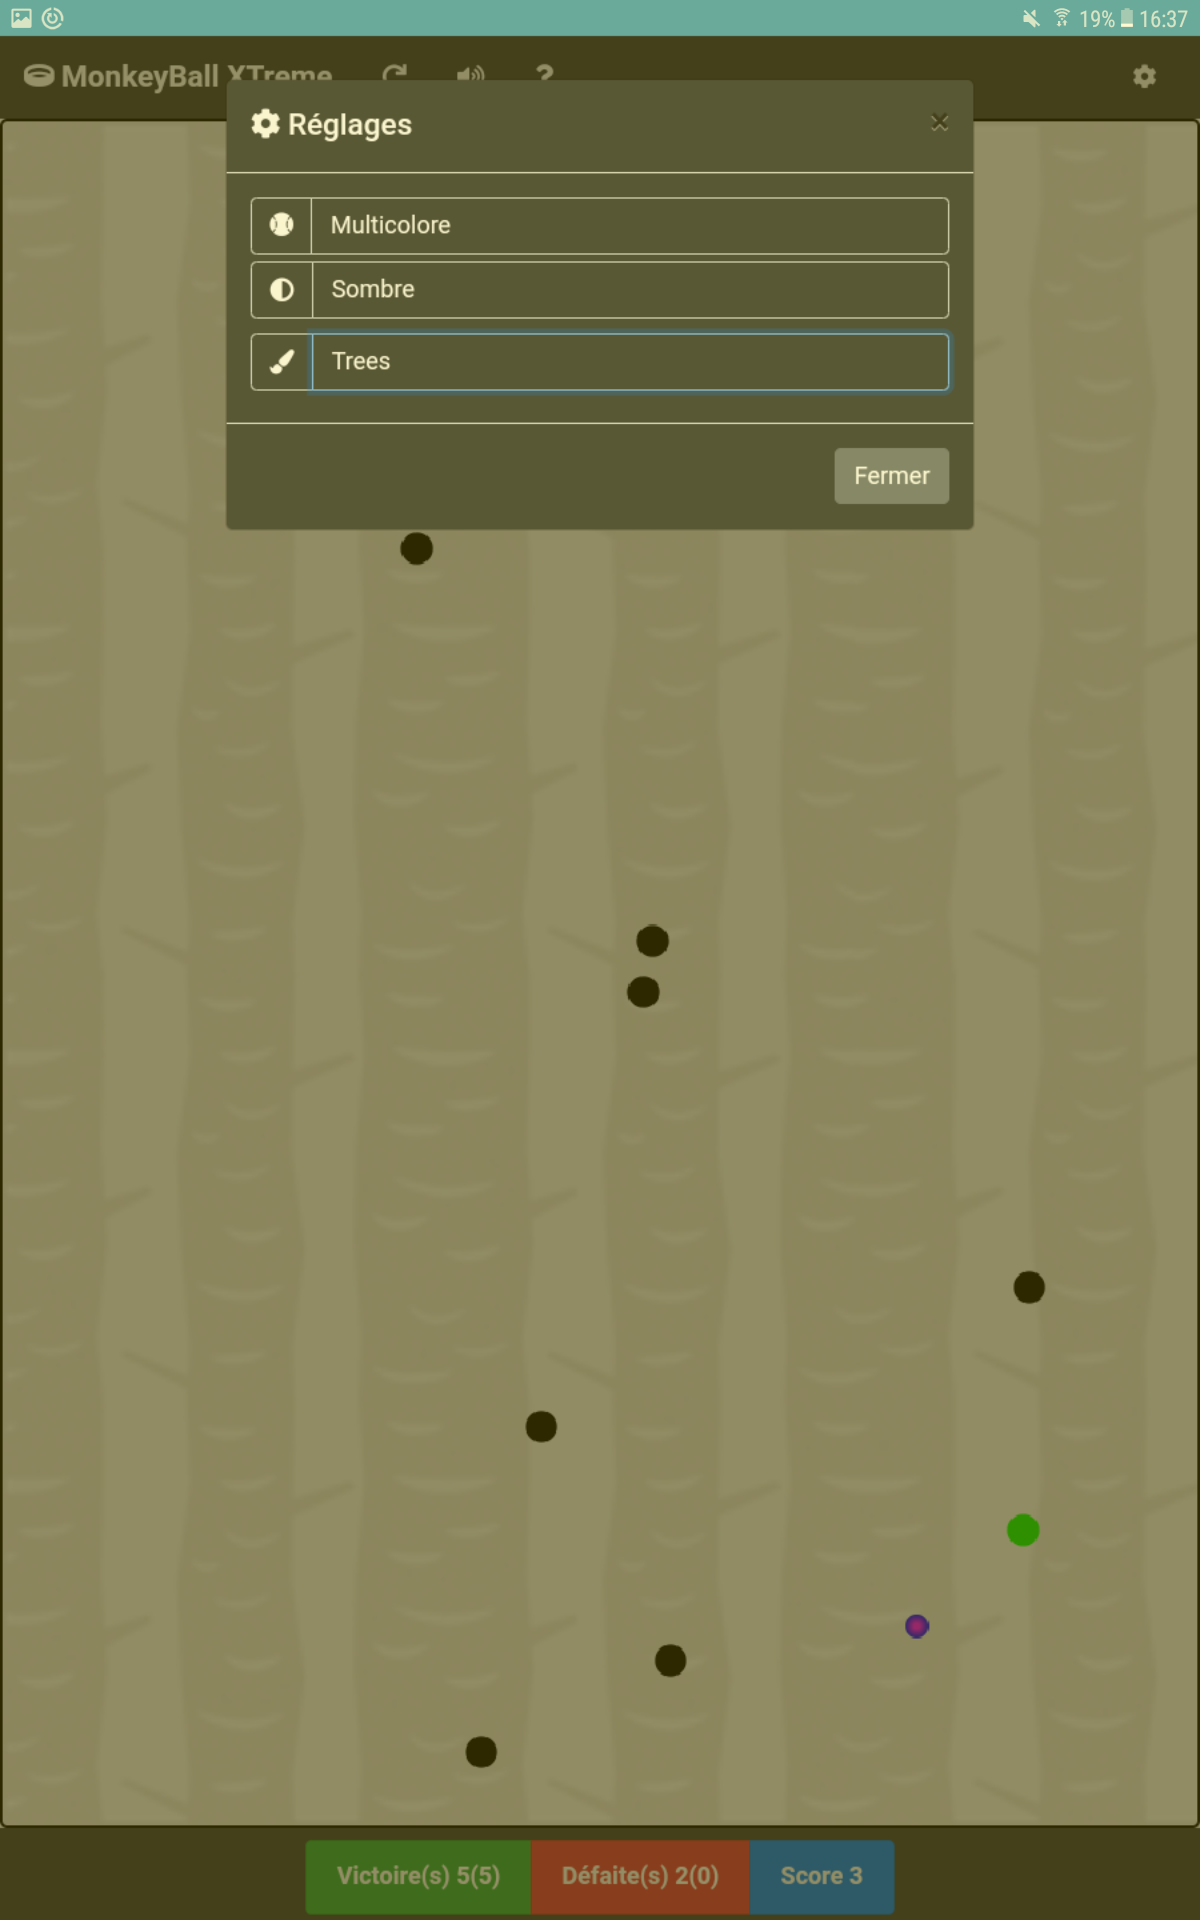 19% 16:37
MonkeyBall XTreme ?
Réglages ×
Multicolore
Sombre
Trees
Fermer
Victoire(s) 5(5) Défaite(s) 2(0) Score 3